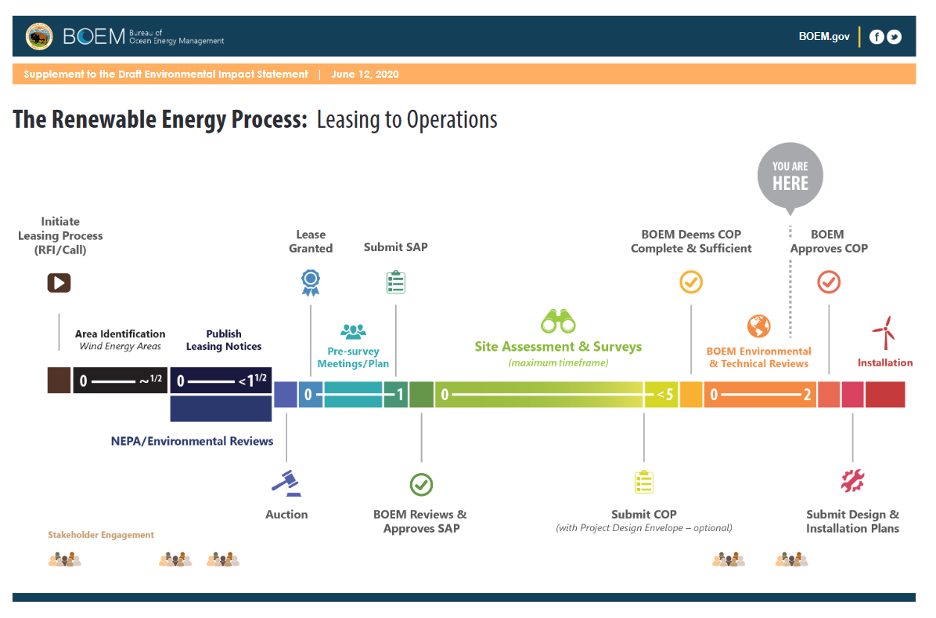 BOEM Bureau of
Ocean Energy Management
BOEM.gov
Supplement to the Draft Environmental Impact Statement | June 12, 2020
The Renewable Energy Process: Leasing to Operations
YOU ARE
HERE
Initiate
Leasing Process
(RFI/Call)
Lease
Granted
Submit SAP
BOEM Deems COP
Complete & Sufficient
BOEM
Approves COP
Area Identification
Wind Energy Areas
Publish
Leasing Notices
Pre-survey
Meetings/Plan
Site Assessment & Surveys
(maximum timeframe)
BOEM Environmental
& Technical Reviews
Installation
0 ~1/2
0 <1 1/2
0 1
0 <5
0 2
NEPA/Environmental Reviews
Auction
BOEM Reviews &
Approves SAP
Submit COP
(with Project Design Envelope – optional)
Submit Design &
Installation Plans
Stakeholder Engagement